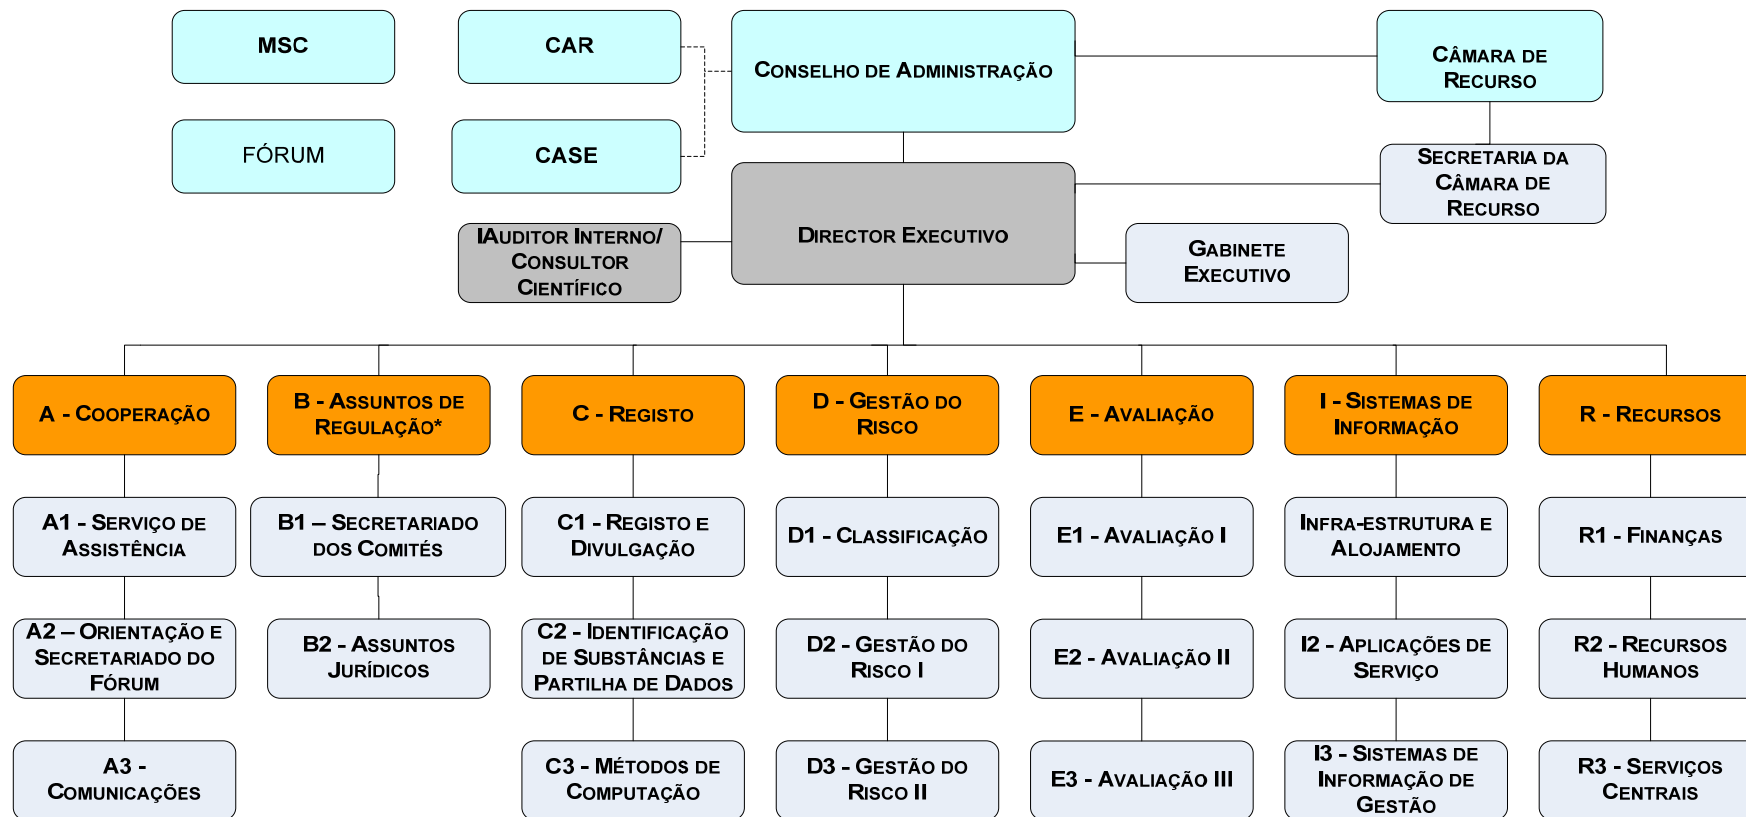 MSC
CAR
CONSELHO DE ADMINISTRAÇÃO
CÂMARA DE
RECURSO
FÓRUM
CASE
SECRETARIA DA
CÂMARA DE
RECURSO
IAUDITOR INTERNO/
CONSULTOR
CIENTÍFICO
DIRECTOR EXECUTIVO
GABINETE
EXECUTIVO
A - COOPERAÇÃO
B - ASSUNTOS DE
REGULAÇÃO*
C - REGISTO
D - GESTÃO DO
RISCO
E - AVALIAÇÃO
I - SISTEMAS DE
INFORMAÇÃO
R - RECURSOS
A1 - SERVIÇO DE
ASSISTÊNCIA
B1 – SECRETARIADO
DOS COMITÉS
C1 - REGISTO E
DIVULGAÇÃO
D1 - CLASSIFICAÇÃO
E1 - AVALIAÇÃO I
INFRA-ESTRUTURA E
ALOJAMENTO
R1 - FINANÇAS
A2 – ORIENTAÇÃO E
SECRETARIADO DO
FÓRUM
B2 - ASSUNTOS
JURÍDICOS
C2 - IDENTIFICAÇÃO
DE SUBSTÂNCIAS E
PARTILHA DE DADOS
D2 - GESTÃO DO
RISCO I
E2 - AVALIAÇÃO II
I2 - APLICAÇÕES DE
SERVIÇO
R2 - RECURSOS
HUMANOS
A3 -
COMUNICAÇÕES
C3 - MÉTODOS DE
COMPUTAÇÃO
D3 - GESTÃO DO
RISCO II
E3 - AVALIAÇÃO III
I3 - SISTEMAS DE
INFORMAÇÃO DE
GESTÃO
R3 - SERVIÇOS
CENTRAIS